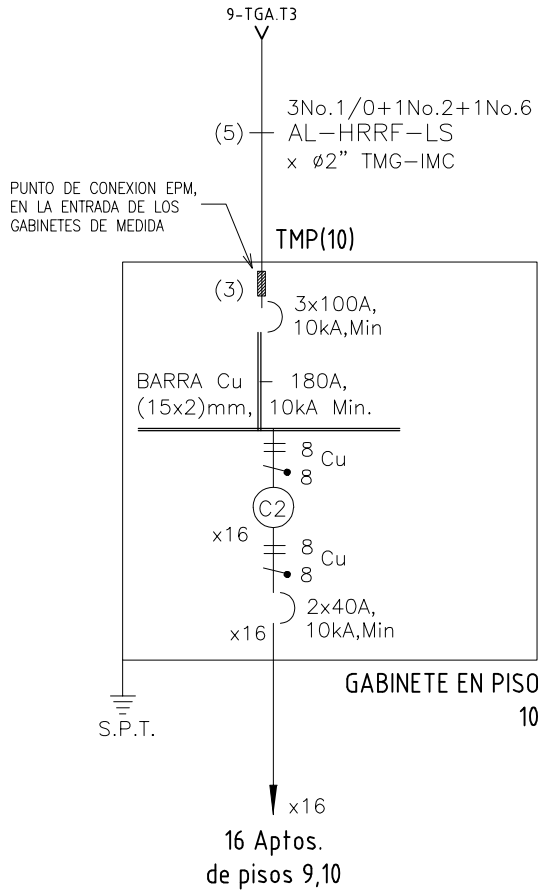 9-TGA.T3
3No.1/0+1No.2+1No.6
(5) AL-HRRF-LS
x ø2" TMG-IMC
PUNTO DE CONEXION EPM,
EN LA ENTRADA DE LOS
GABINETES DE MEDIDA
TMP(10)
(3)
3x100A,
10kA,Min
BARRA Cu 180A,
(15x2)mm, 10kA Min.
8 Cu
8
C2
x16
8 Cu
8
2x40A,
x16 10kA,Min
GABINETE EN PISO
10
S.P.T.
x16
16 Aptos.
de pisos 9,10